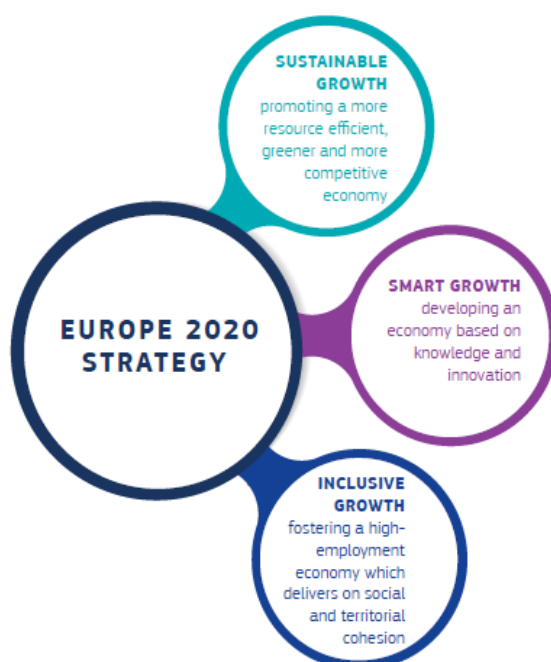 SUSTAINABLE
GROWTH
promoting a more
resource efficient,
greener and more
competitive
economy
EUROPE 2020
STRATEGY
SMART GROWTH
developing an
economy based on
knowledge and
innovation
INCLUSIVE
GROWTH
fostering a high-
employment
economy which
delivers on social
and territorial
cohesion